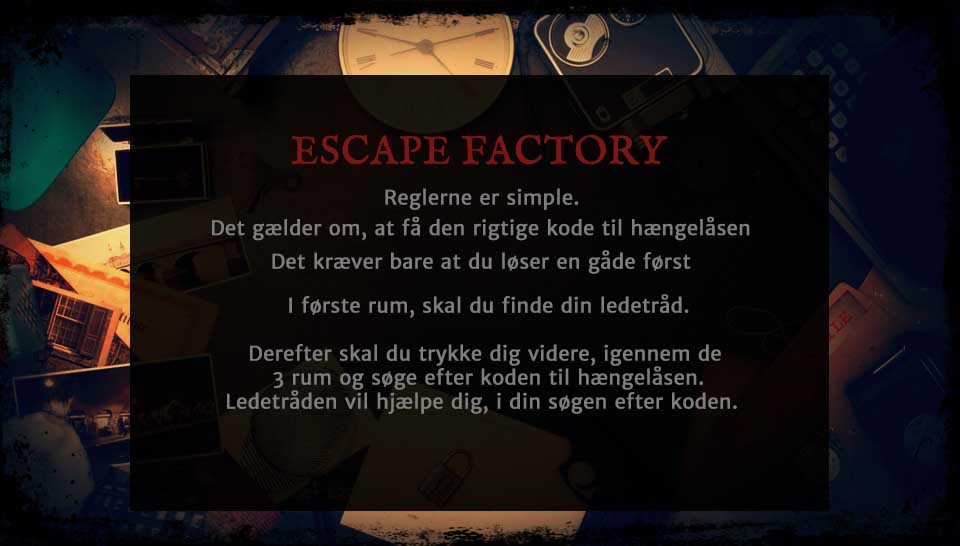 ESCAPE FACTORY
Reglerne er simple.
Det gælder om, at få den rigtige kode til hængelåsen
Det kræver bare at du løser en gåde først
I første rum, skal du finde din ledetråd.
Derefter skal du trykke dig videre, igennem de
3 rum og søge efter koden til hængelåsen.
Ledetråden vil hjælpe dig, i din søgen efter koden.